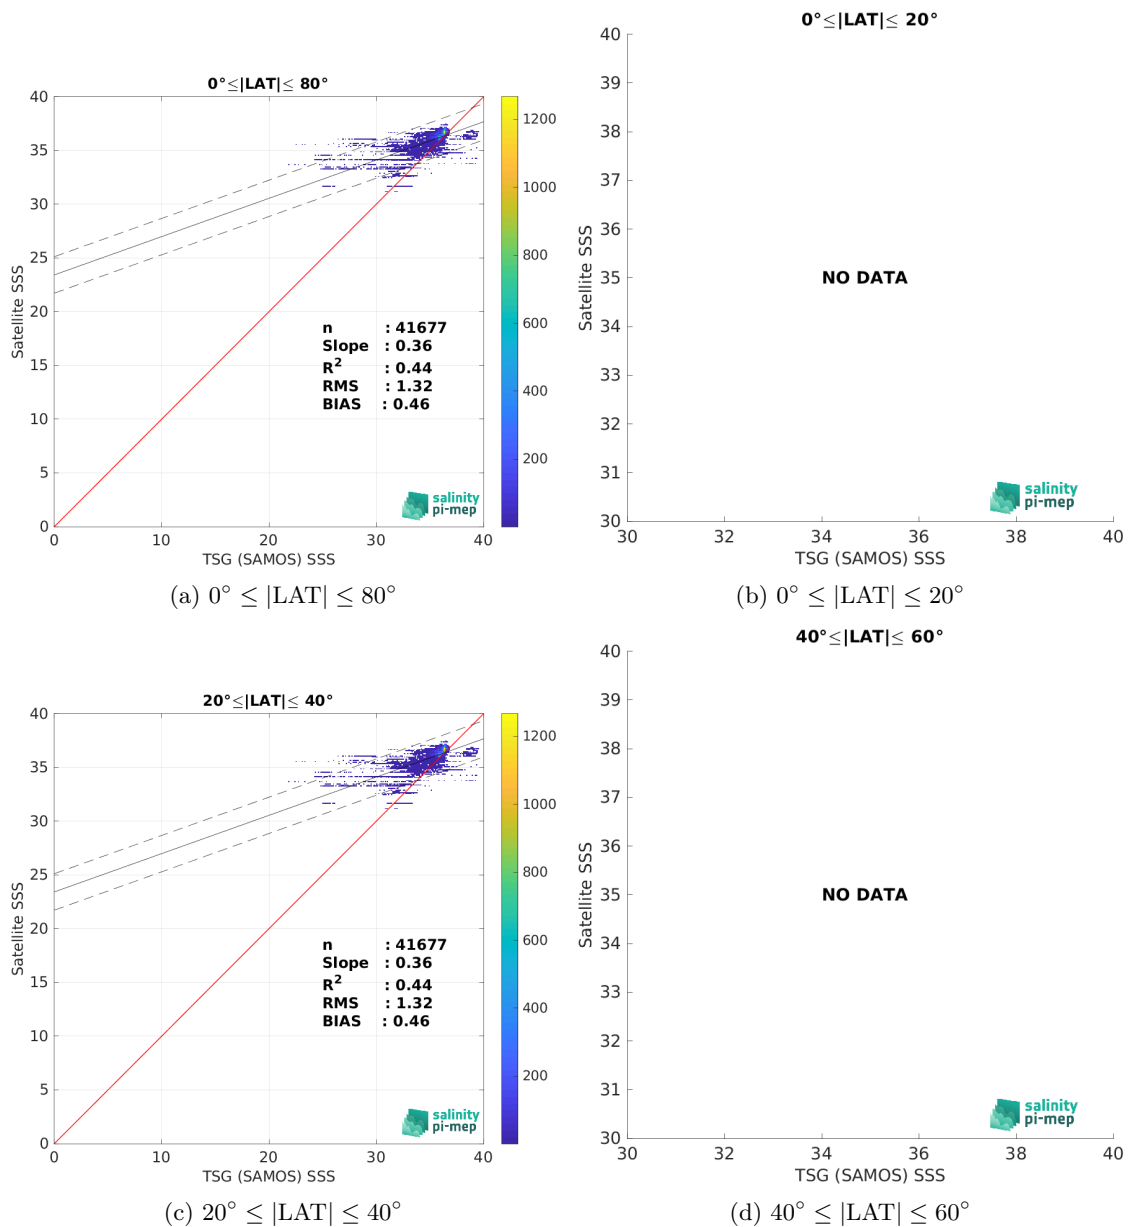 0°≤|LAT|≤ 80°
40
35
30
25
20
15
10
5
0
Satellite SSS
0 10 20 30 40
TSG (SAMOS) SSS
1200
1000
800
600
400
200
n : 41677
Slope : 0.36
R² : 0.44
RMS : 1.32
BIAS : 0.46
salinity
pi-mep
(a) 0° ≤ |LAT| ≤ 80°
0°≤|LAT|≤ 20°
40
39
38
37
36
35
34
33
32
31
30
Satellite SSS
NO DATA
30 32 34 36 38 40
TSG (SAMOS) SSS
salinity
pi-mep
(b) 0° ≤ |LAT| ≤ 20°
20°≤|LAT|≤ 40°
40
35
30
25
20
15
10
5
0
Satellite SSS
0 10 20 30 40
TSG (SAMOS) SSS
1200
1000
800
600
400
200
n : 41677
Slope : 0.36
R² : 0.44
RMS : 1.32
BIAS : 0.46
salinity
pi-mep
(c) 20° ≤ |LAT| ≤ 40°
40°≤|LAT|≤ 60°
40
39
38
37
36
35
34
33
32
31
30
Satellite SSS
NO DATA
30 32 34 36 38 40
TSG (SAMOS) SSS
salinity
pi-mep
(d) 40° ≤ |LAT| ≤ 60°